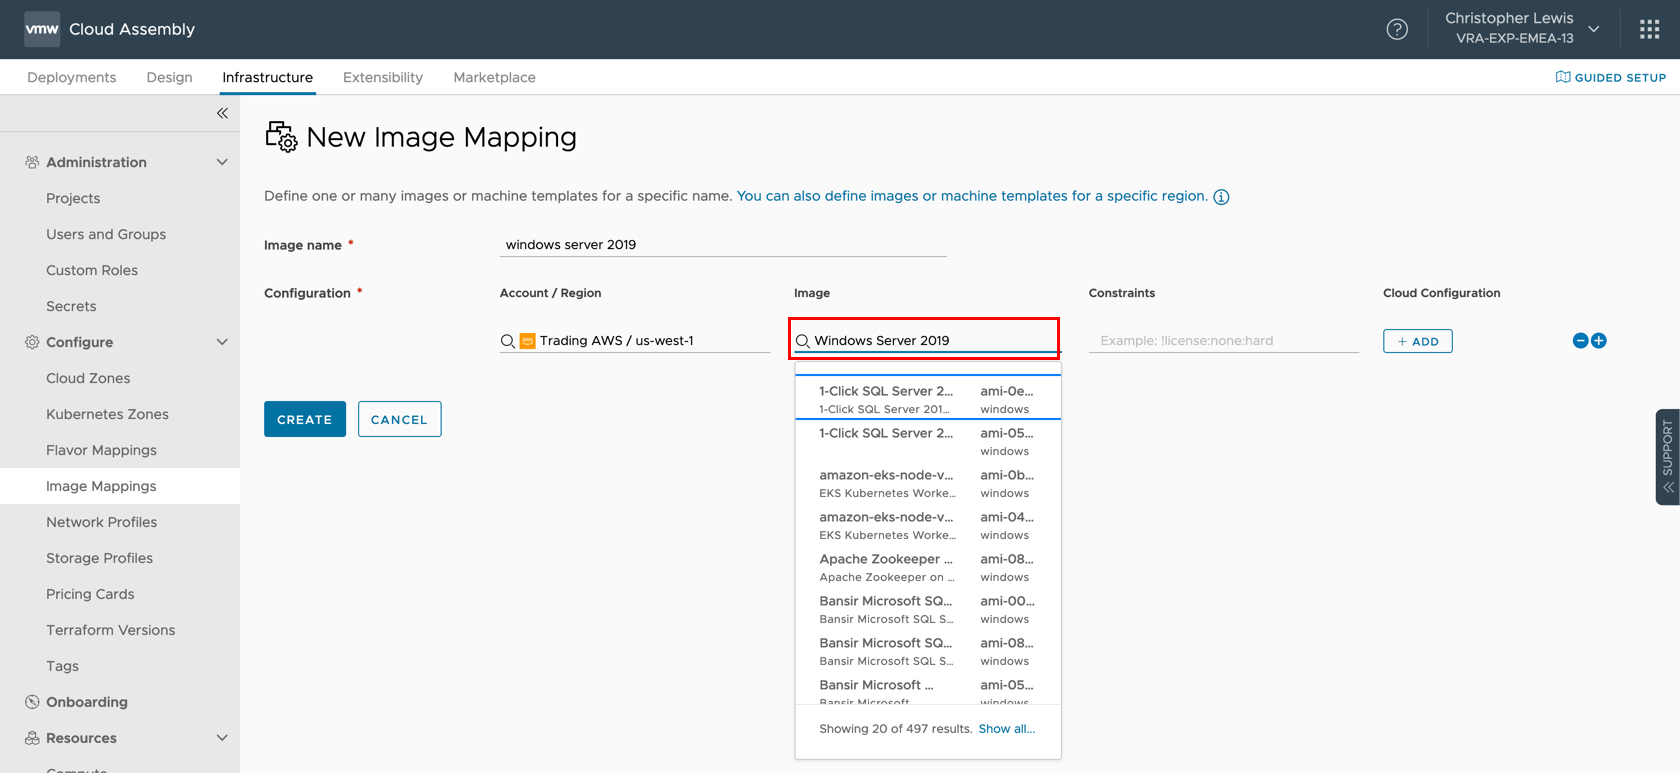 vmw Cloud Assembly
Christopher Lewis
VRA-EXP-EMEA-13
Deployments Design Infrastructure Extensibility Marketplace
GUIDED SETUP
Administration
Projects
Users and Groups
Custom Roles
Secrets
Configure
Cloud Zones
Kubernetes Zones
Flavor Mappings
Image Mappings
Network Profiles
Storage Profiles
Pricing Cards
Terraform Versions
Tags
Onboarding
Resources
Compute
New Image Mapping
Define one or many images or machine templates for a specific name. You can also define images or machine templates for a specific region.
Image name * windows server 2019
Configuration * Account / Region Image Constraints Cloud Configuration
Trading AWS / us-west-1 Windows Server 2019 Example: !license:none:hard + ADD
1-Click SQL Server 2... ami-0e...
1-Click SQL Server 201... windows
1-Click SQL Server 2... ami-05...
windows
amazon-eks-node-v... ami-0b...
EKS Kubernetes Worke... windows
amazon-eks-node-v... ami-04...
EKS Kubernetes Worke... windows
Apache Zookeeper ... ami-08...
Apache Zookeeper on ... windows
Bansir Microsoft SQ... ami-00...
Bansir Microsoft SQL S... windows
Bansir Microsoft SQ... ami-08...
Bansir Microsoft SQL S... windows
Bansir Microsoft ... ami-05...
Bansir Microsoft windows
Showing 20 of 497 results. Show all...
CREATE CANCEL
SUPPORT